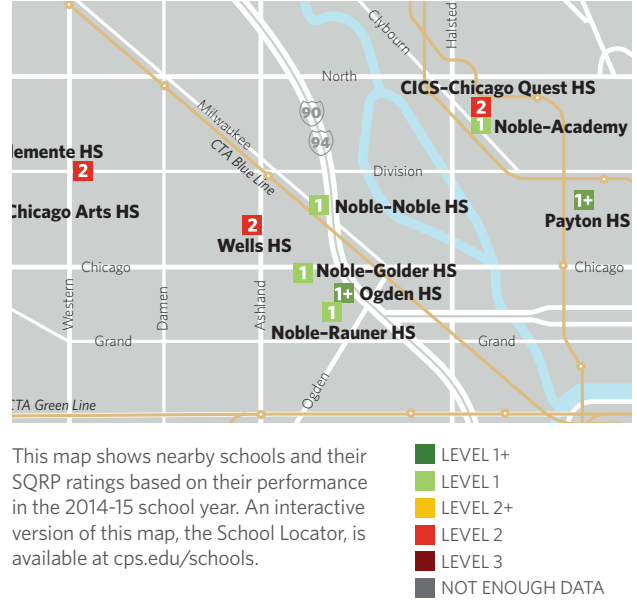 Clybourn
Halsted
North
CICS–Chicago Quest HS
90
2
Milwaukee
1 Noble–Academy
94
CTA Blue Line
lemente HS
2
Division
1 Noble–Noble HS
1+
Chicago Arts HS
Payton HS
2
Wells HS
Chicago
1 Noble–Golder HS
Chicago
Western
Damen
Ashland
1+ Ogden HS
1
Noble–Rauner HS
Grand
Grand
Ogden
CTA Green Line
This map shows nearby schools and their
SQRP ratings based on their performance
in the 2014-15 school year. An interactive
version of this map, the School Locator, is
available at cps.edu/schools.
LEVEL 1+
LEVEL 1
LEVEL 2+
LEVEL 2
LEVEL 3
NOT ENOUGH DATA